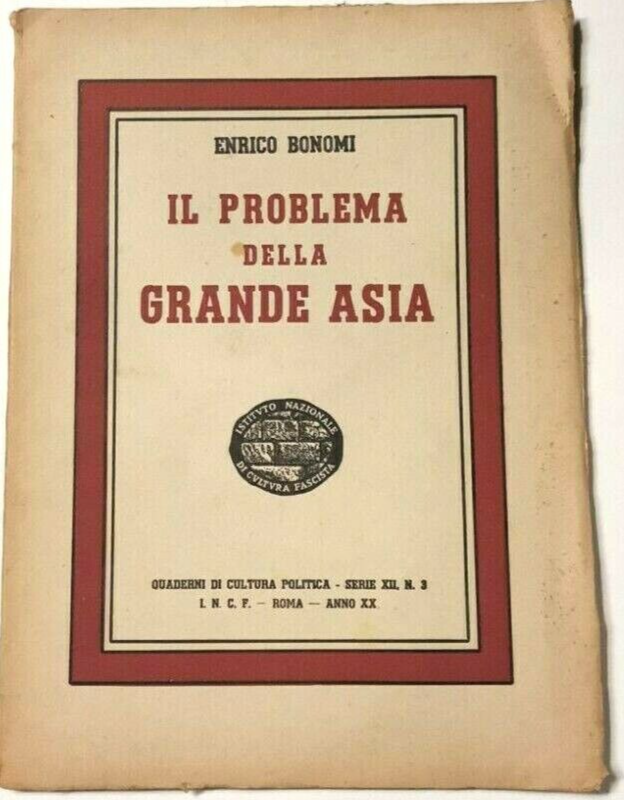 ENRICO BONOMI
IL PROBLEMA
DELLA
GRANDE ASIA
ISTITVTO NAZIONALE
DI CVLTVRA FASCISTA
QUADERNI DI CULTURA POLITICA - SERIE XII, N. 3
I. N. C. F. — ROMA — ANNO XX